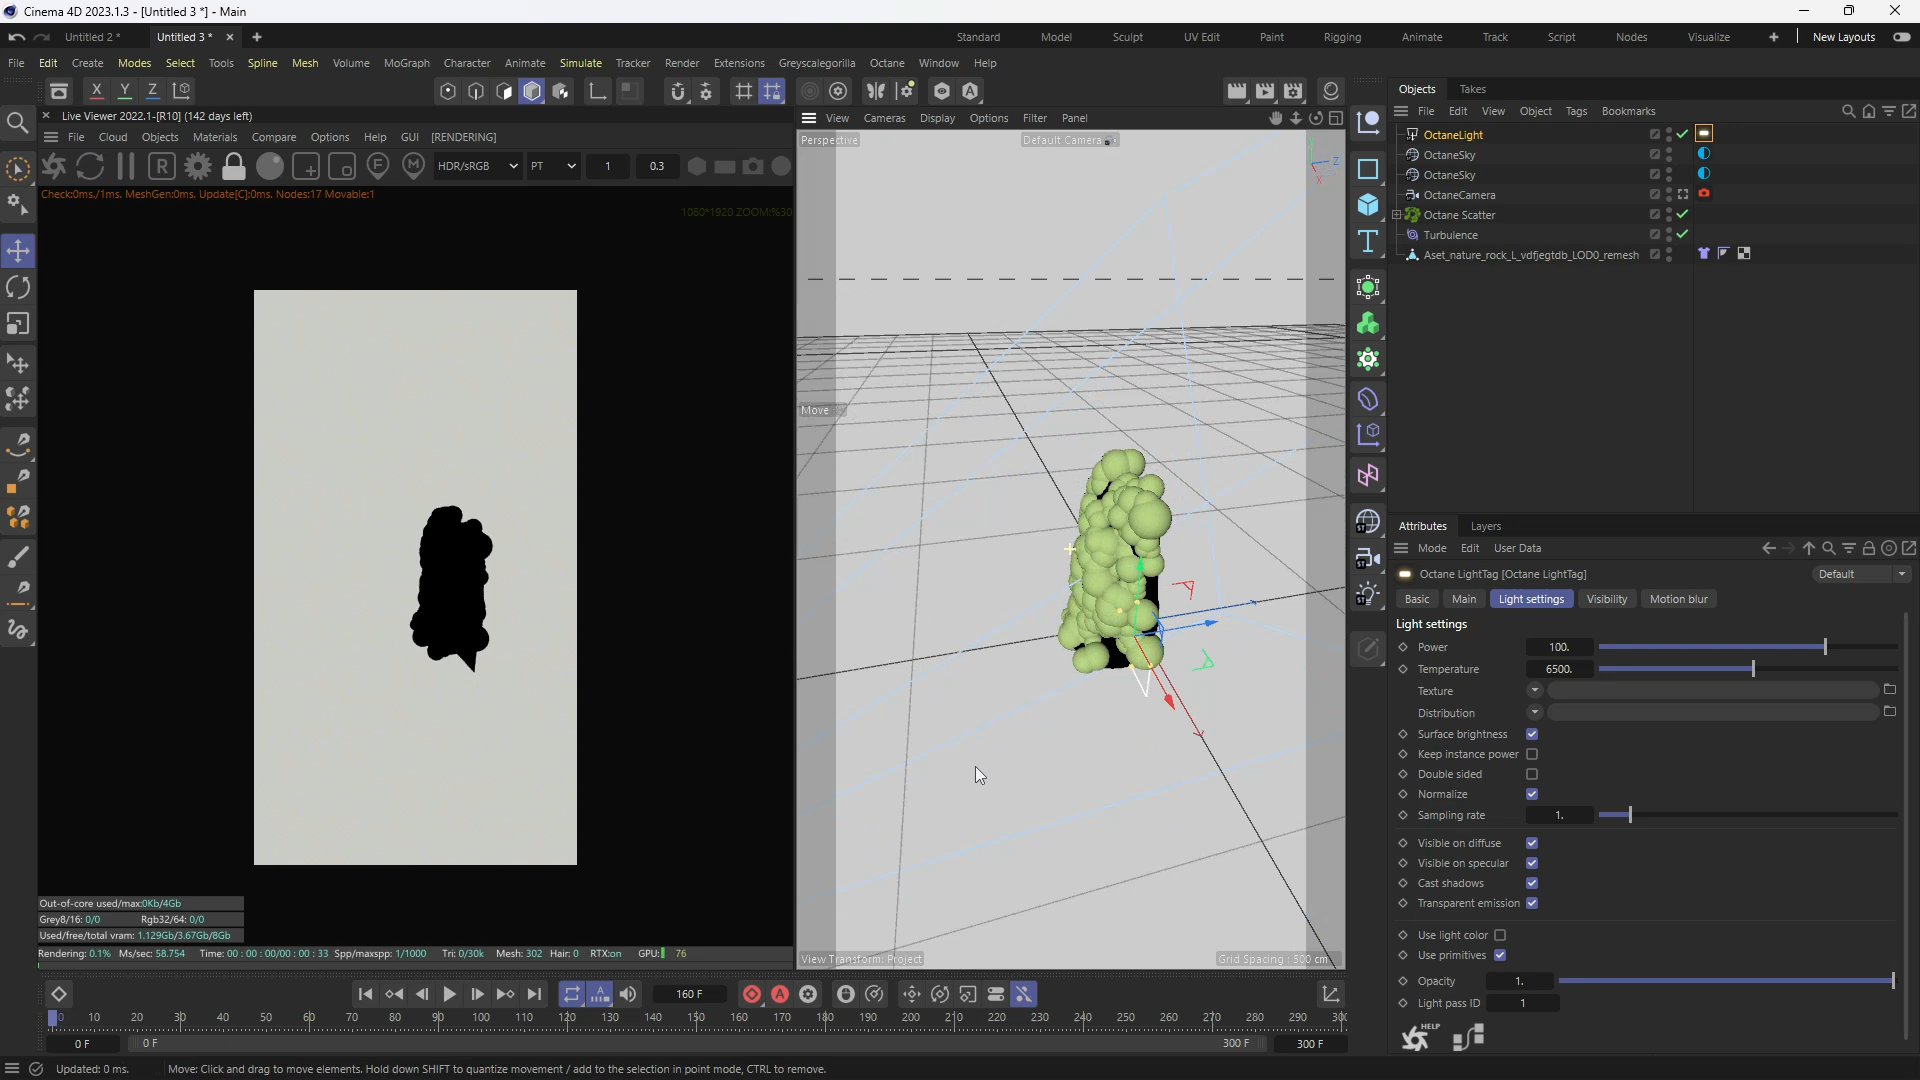 Cinema 4D 2023.1.3 - [Untitled 3 *] - Main
Untitled 2 * Untitled 3 * Standard Model Sculpt UV Edit Paint Rigging Animate Track Script Nodes Visualize New Layouts
File Edit Create Modes Select Tools Spline Mesh Volume MoGraph Character Animate Simulate Tracker Render Extensions Greyscalegorilla Octane Window Help
X Y Z
Live Viewer 2022.1-[R10] (142 days left)
File Cloud Objects Materials Compare Options Help GUI [RENDERING]
HDR/sRGB PT 1 0.3
Check:0ms./1ms. MeshGen:0ms. Update[C]:0ms. Nodes:17 Movable:1
1080*1920 ZOOM:%30
Out-of-core used/max:0Kb/4Gb
Grey8/16: 0/0 Rgb32/64: 0/0
Used/free/total vram: 1.129Gb/3.67Gb/8Gb
Rendering: 0.1% Ms/sec: 58.754 Time: 00 : 00 : 00/00 : 00 : 33 Spp/maxspp: 1/1000 Tri: 0/30k Mesh: 302 Hair: 0 RTX:on GPU: 76
View Cameras Display Options Filter Panel
Perspective Default Camera
Y Z X
Move
View Transform: Project Grid Spacing : 500 cm
Objects Takes
File Edit View Object Tags Bookmarks
OctaneLight
OctaneSky
OctaneSky
OctaneCamera
Octane Scatter
Turbulence
Aset_nature_rock_L_vdfjegtdb_LOD0_remesh
Attributes Layers
Mode Edit User Data
Octane LightTag [Octane LightTag] Default
Basic Main Light settings Visibility Motion blur
Light settings
Power 100.
Temperature 6500.
Texture
Distribution
Surface brightness
Keep instance power
Double sided
Normalize
Sampling rate 1.
Visible on diffuse
Visible on specular
Cast shadows
Transparent emission
Use light color
Use primitives
Opacity 1.
Light pass ID 1
HELP
160 F
0 10 20 30 40 50 60 70 80 90 100 110 120 130 140 150 160 170 180 190 200 210 220 230 240 250 260 270 280 290 300
0 F 0 F 300 F 300 F
Updated: 0 ms. Move: Click and drag to move elements. Hold down SHIFT to quantize movement / add to the selection in point mode, CTRL to remove.